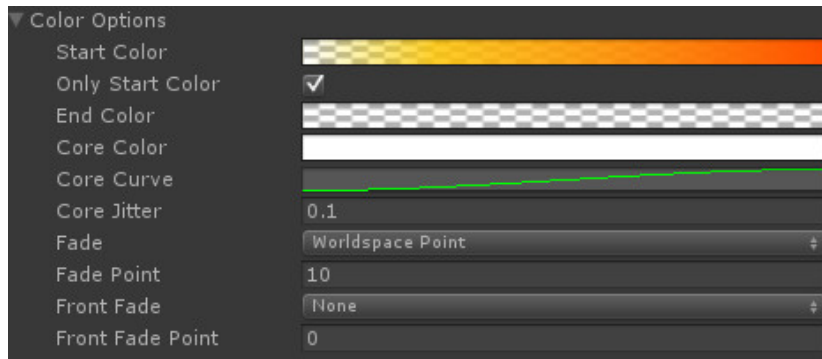 Color Options
Start Color
Only Start Color
End Color
Core Color
Core Curve
Core Jitter 0.1
Fade Worldspace Point
Fade Point 10
Front Fade None
Front Fade Point 0